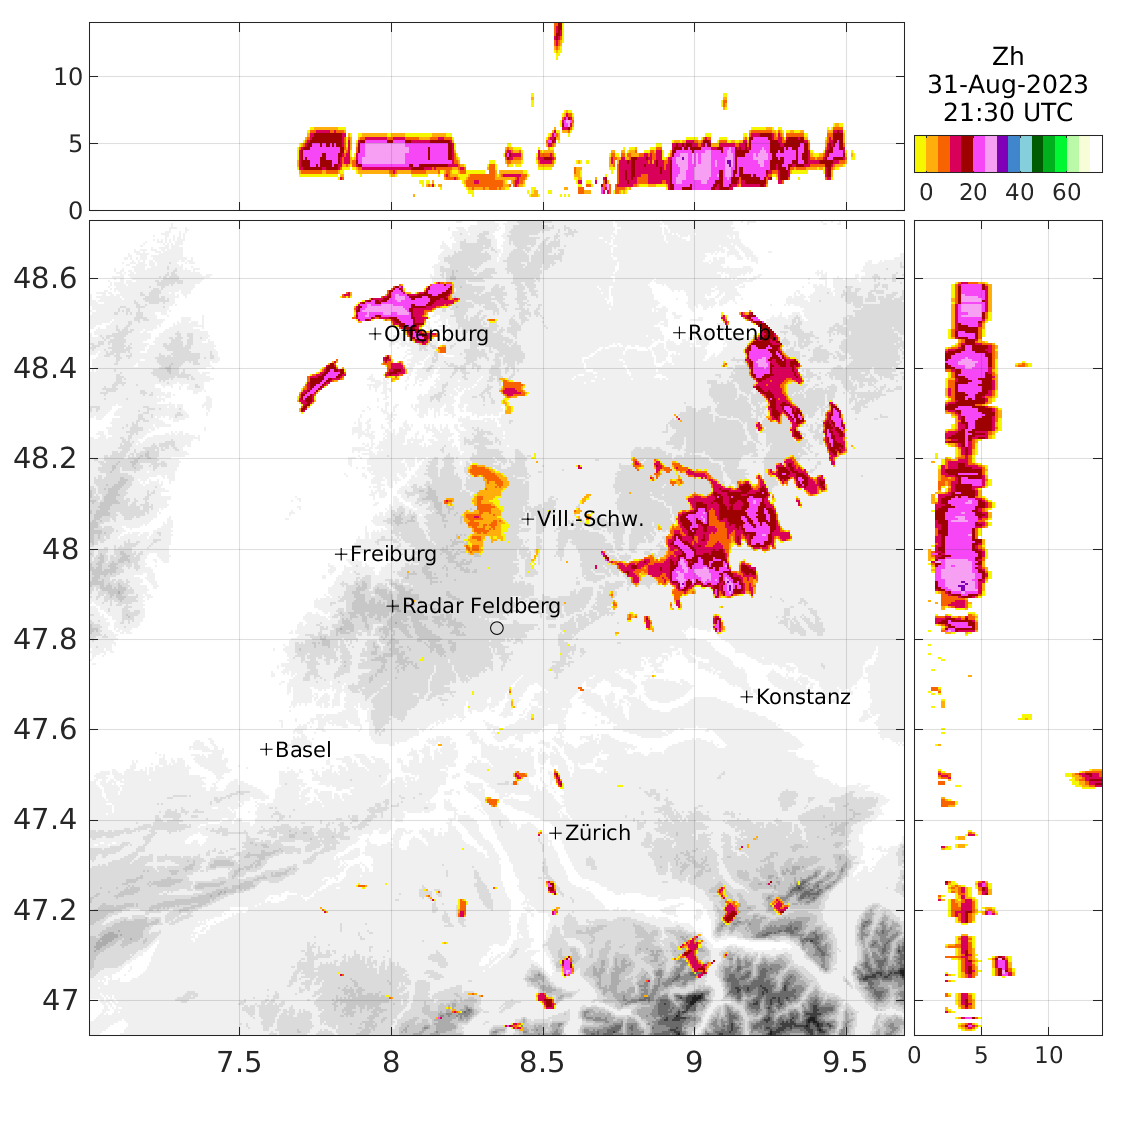 10
5
0
Zh
31-Aug-2023
21:30 UTC
0 20 40 60
48.6
48.4
48.2
48
47.8
47.6
47.4
47.2
47
+Offenburg
+Rottenb.
+Vill.-Schw.
+Freiburg
+Radar Feldberg
+Konstanz
+Basel
+Zürich
7.5 8 8.5 9 9.5
0 5 10